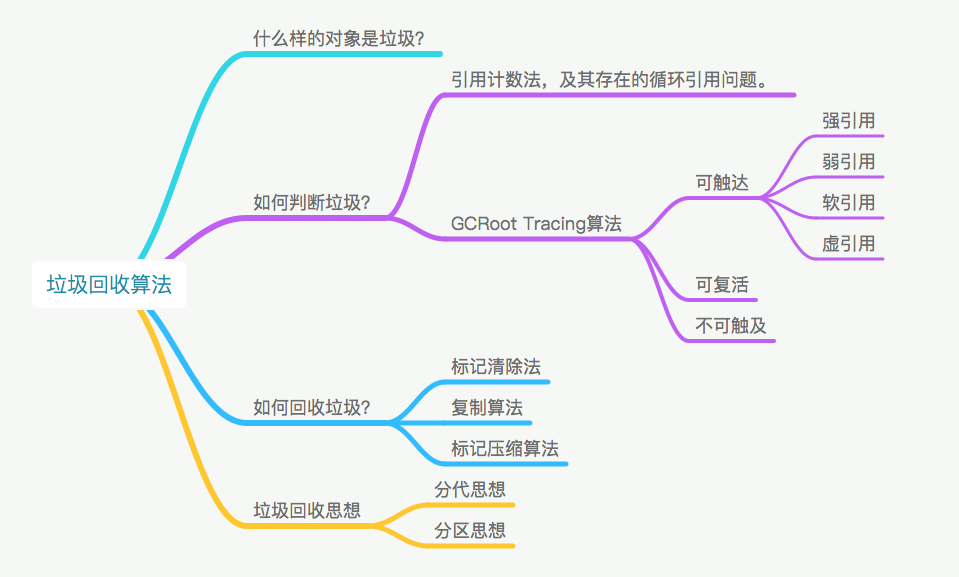 什么样的对象是垃圾?
引用计数法，及其存在的循环引用问题。
强引用
弱引用
可触达
如何判断垃圾?
软引用
GCRoot Tracing算法
虚引用
垃圾回收算法
可复活
不可触及
标记清除法
如何回收垃圾?
复制算法
标记压缩算法
分代思想
垃圾回收思想
分区思想